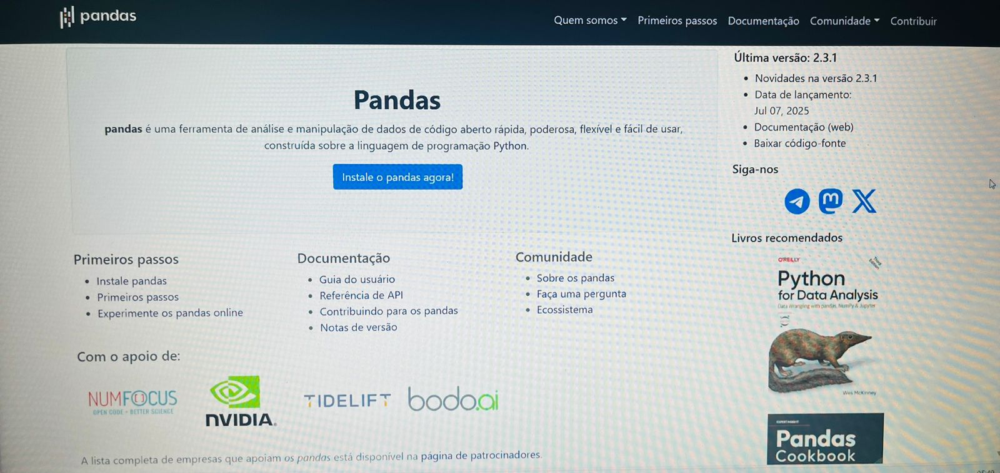 pandas
Quem somos
Primeiros passos
Documentação
Comunidade
Contribuir
Pandas
pandas é uma ferramenta de análise e manipulação de dados de código aberto rápida, poderosa, flexível e fácil de usar,
construída sobre a linguagem de programação Python.
Instale o pandas agora!
Primeiros passos
Instale pandas
Primeiros passos
Experimente os pandas online
Documentação
Guia do usuário
Referência de API
Contribuindo para os pandas
Notas de versão
Comunidade
Sobre os pandas
Faça uma pergunta
Ecossistema
Com o apoio de:
NUMFOCUS
OPEN CODE = BETTER SCIENCE
NVIDIA.
TIDELIFT
bodo.ai
A lista completa de empresas que apoiam os pandas está disponível na página de patrocinadores.
Última versão: 2.3.1
Novidades na versão 2.3.1
Data de lançamento:
Jul 07, 2025
Documentação (web)
Baixar código-fonte
Siga-nos
Livros recomendados
O'REILLY
Third
Edition
Python
for Data Analysis
Data Wrangling with pandas, NumPy & Jupyter
Wes McKinney
EXPERT INSIGHT
Pandas
Cookbook